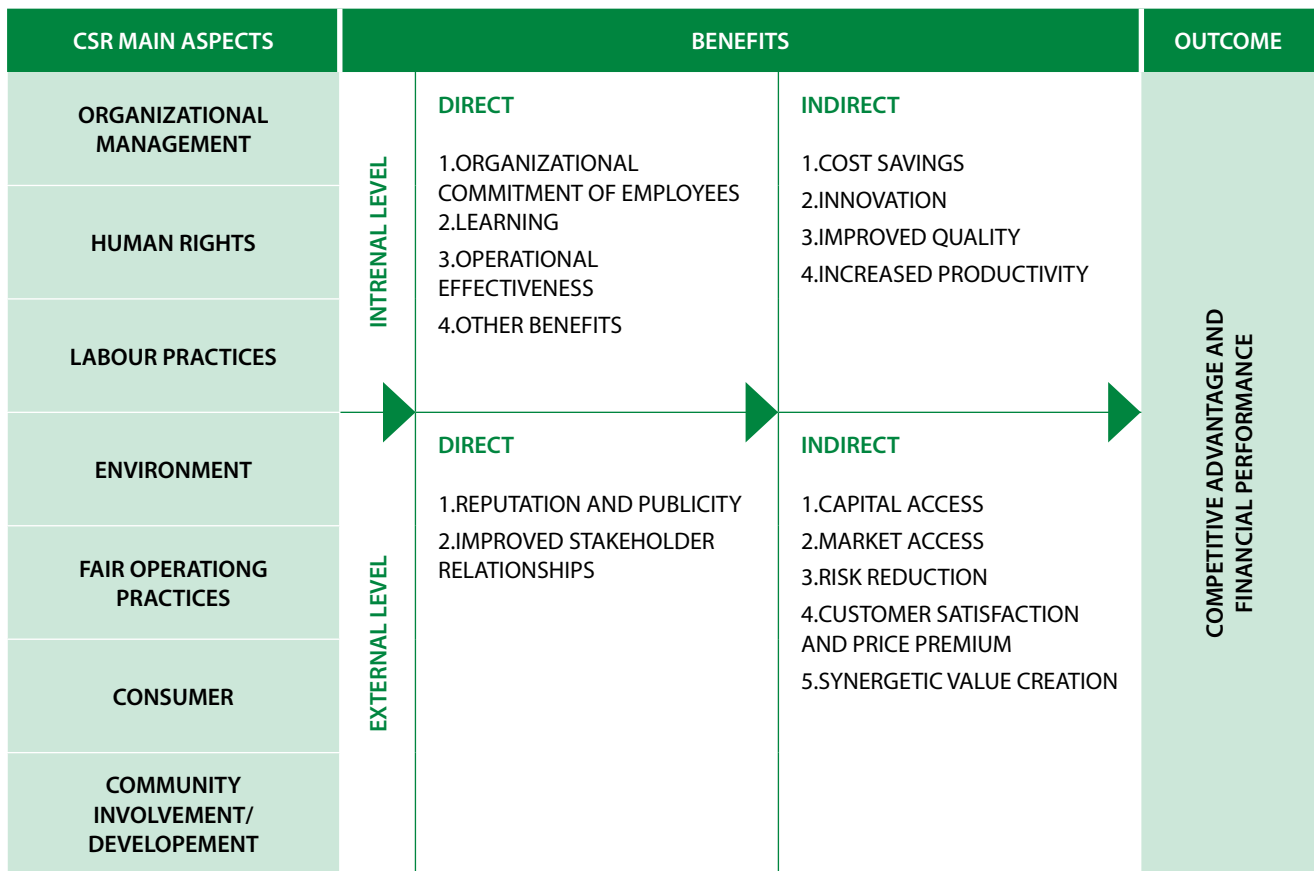 CSR MAIN ASPECTS
BENEFITS
OUTCOME
ORGANIZATIONAL
MANAGEMENT
HUMAN RIGHTS
LABOUR PRACTICES
ENVIRONMENT
FAIR OPERATIONG
PRACTICES
CONSUMER
COMMUNITY
INVOLVEMENT/
DEVELOPEMENT
INTRENAL LEVEL
DIRECT
1.ORGANIZATIONAL
COMMITMENT OF EMPLOYEES
2.LEARNING
3.OPERATIONAL
EFFECTIVENESS
4.OTHER BENEFITS
INDIRECT
1.COST SAVINGS
2.INNOVATION
3.IMPROVED QUALITY
4.INCREASED PRODUCTIVITY
EXTERNAL LEVEL
DIRECT
1.REPUTATION AND PUBLICITY
2.IMPROVED STAKEHOLDER
RELATIONSHIPS
INDIRECT
1.CAPITAL ACCESS
2.MARKET ACCESS
3.RISK REDUCTION
4.CUSTOMER SATISFACTION
AND PRICE PREMIUM
5.SYNERGETIC VALUE CREATION
COMPETITIVE ADVANTAGE AND
FINANCIAL PERFORMANCE